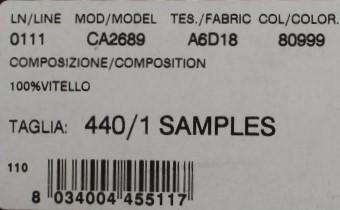 LN/LINE MOD/MODEL TES./FABRIC COL/COLOR.
0111 CA2689 A6D18 80999
COMPOSIZIONE/COMPOSITION
100%VITELLO
TAGLIA: 440/1 SAMPLES
110
8 034004 455117